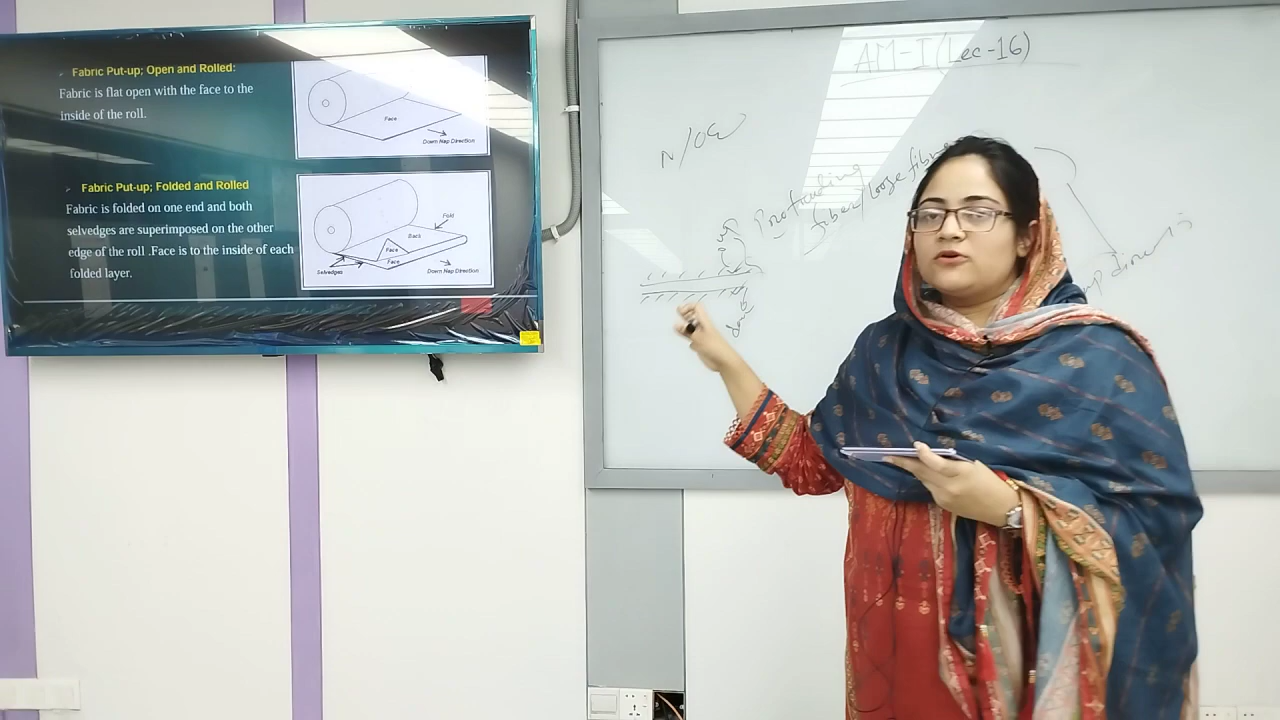 Fabric Put-up; Open and Rolled:
Fabric is flat open with the face to the
inside of the roll.
Face
Down Nap Direction
Fabric Put-up; Folded and Rolled
Fabric is folded on one end and both
selvedges are superimposed on the other
edge of the roll .Face is to the inside of each
folded layer.
Fold
Back
Face
Face
Selvedges
Down Nap Direction
AM-I (Lec-16)
Protruding
fiber/loose fibre
up